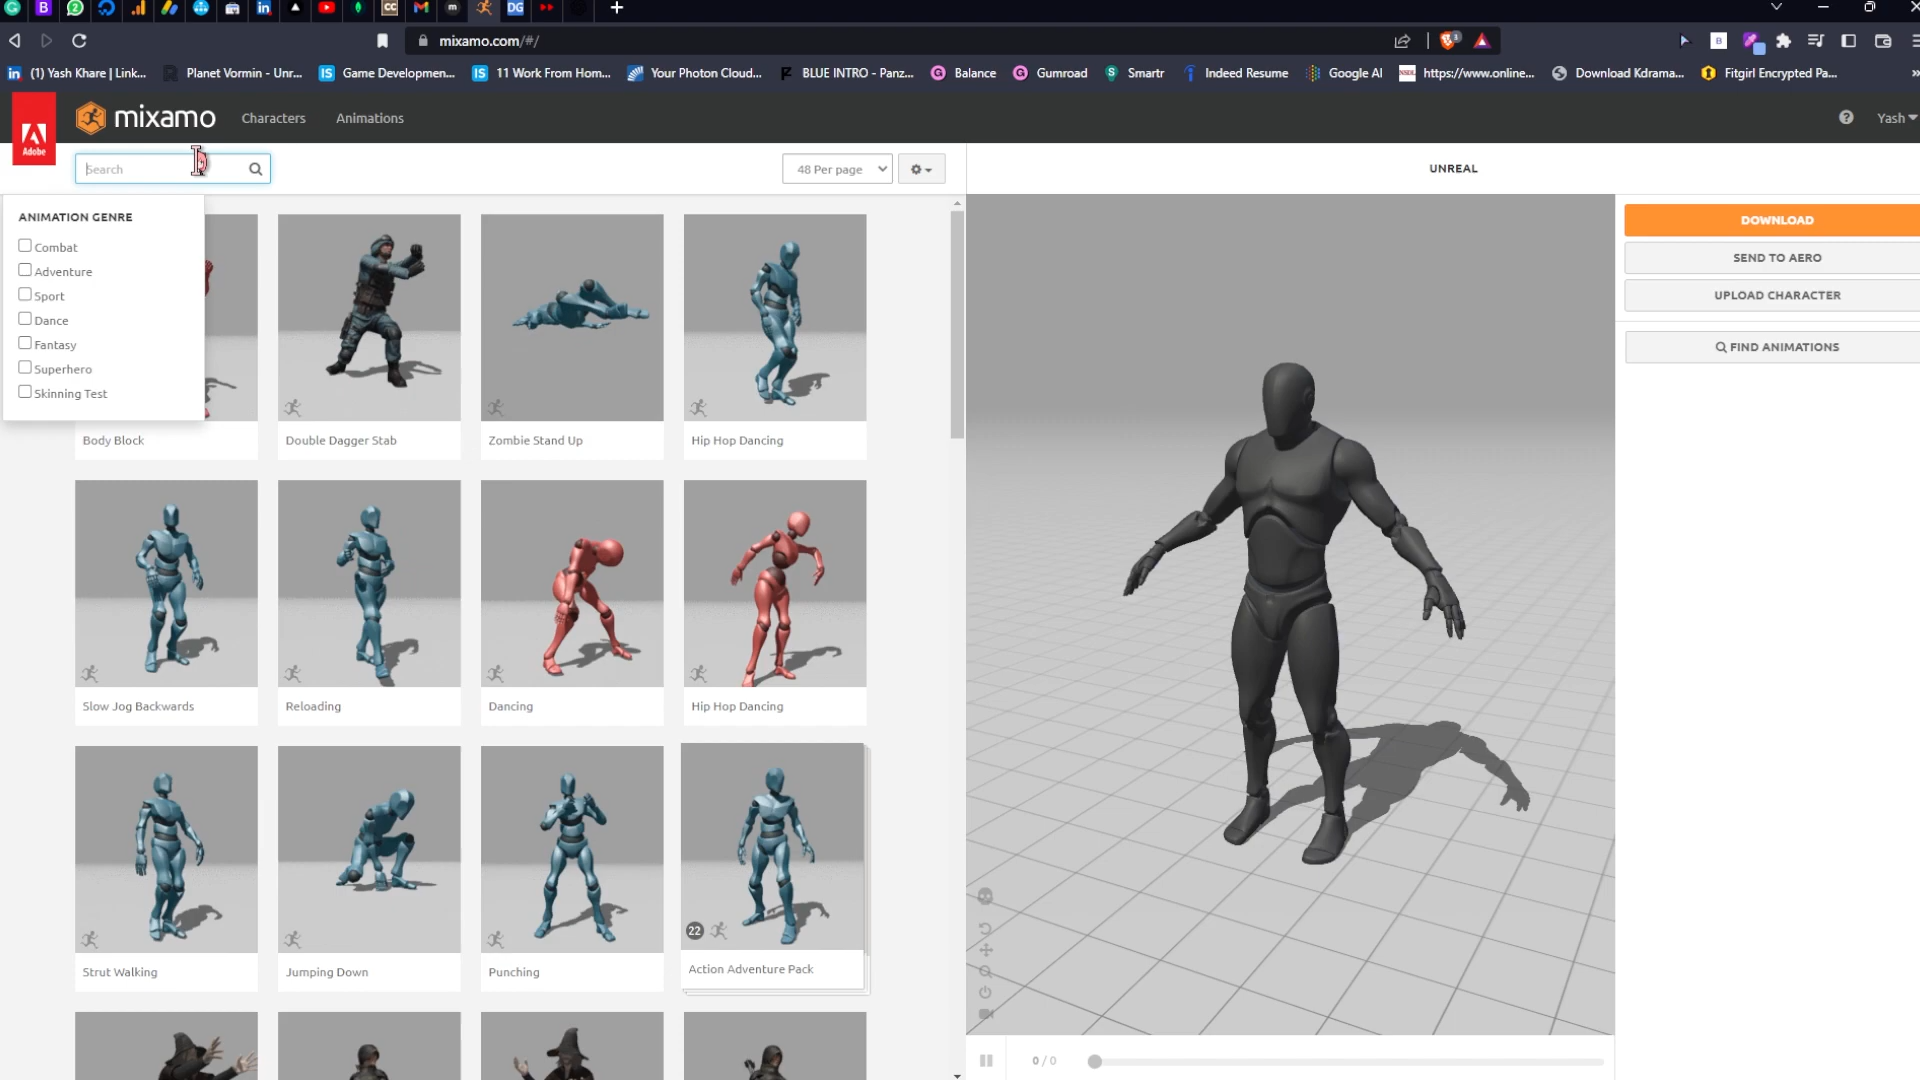 mixamo.com/#/
(1) Yash Khare | Link...
Planet Vormin - Unr...
Game Developmen...
11 Work From Hom...
Your Photon Cloud...
BLUE INTRO - Panz...
Balance
Gumroad
Smartr
Indeed Resume
Google AI
https://www.online...
Download Kdrama...
Fitgirl Encrypted Pa...
Adobe
mixamo
Characters
Animations
Yash
Search
48 Per page
UNREAL
ANIMATION GENRE
Combat
Adventure
Sport
Dance
Fantasy
Superhero
Skinning Test
DOWNLOAD
SEND TO AERO
UPLOAD CHARACTER
FIND ANIMATIONS
Body Block
Double Dagger Stab
Zombie Stand Up
Hip Hop Dancing
Slow Jog Backwards
Reloading
Dancing
Hip Hop Dancing
22
Strut Walking
Jumping Down
Punching
Action Adventure Pack
0 / 0